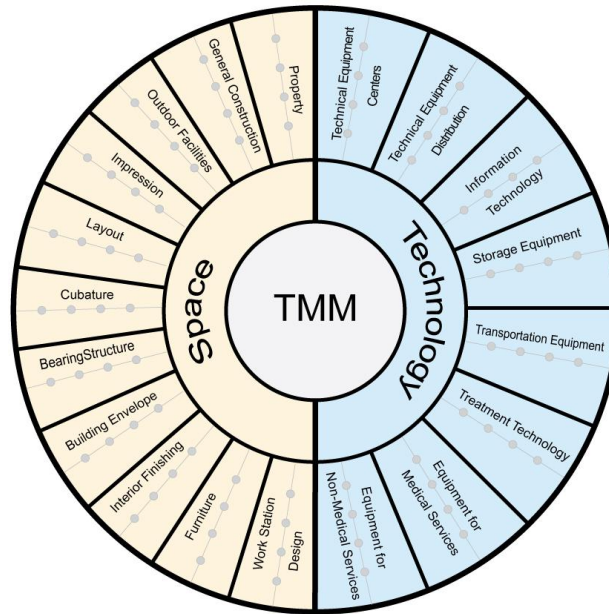 TMM
Space
Technology
Technical Equipment
Centers
Technical Equipment
Distribution
Information
Technology
Storage Equipment
Transportation Equipment
Treatment Technology
Equipment for
Medical Services
Equipment for
Non-Medical Services
Work Station
Design
Furniture
Interior Finishing
Building Envelope
BearingStructure
Cubature
Layout
Impression
Outdoor Facilities
General Construction
Property